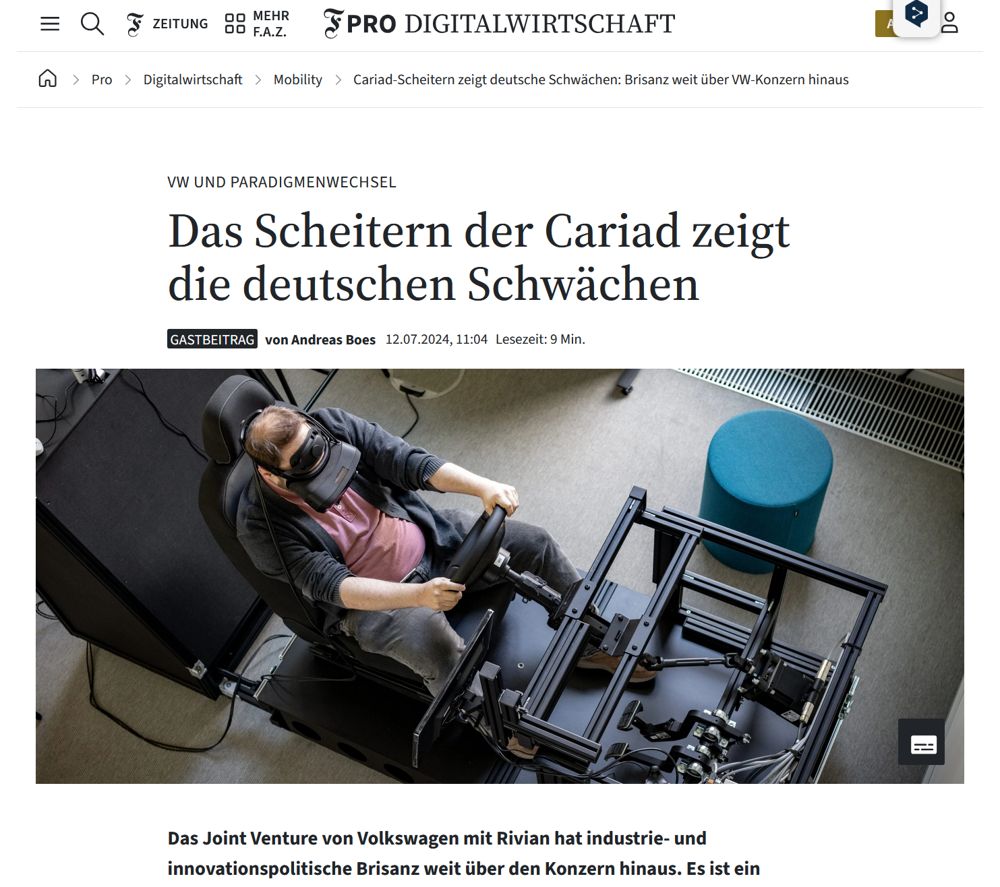 ZEITUNG
MEHR
F.A.Z.
PRO DIGITALWIRTSCHAFT
A
Pro
Digitalwirtschaft
Mobility
Cariad-Scheitern zeigt deutsche Schwächen: Brisanz weit über VW-Konzern hinaus
VW UND PARADIGMENWECHSEL
Das Scheitern der Cariad zeigt
die deutschen Schwächen
GASTBEITRAG von Andreas Boes 12.07.2024, 11:04 Lesezeit: 9 Min.
Das Joint Venture von Volkswagen mit Rivian hat industrie- und
innovationspolitische Brisanz weit über den Konzern hinaus. Es ist ein